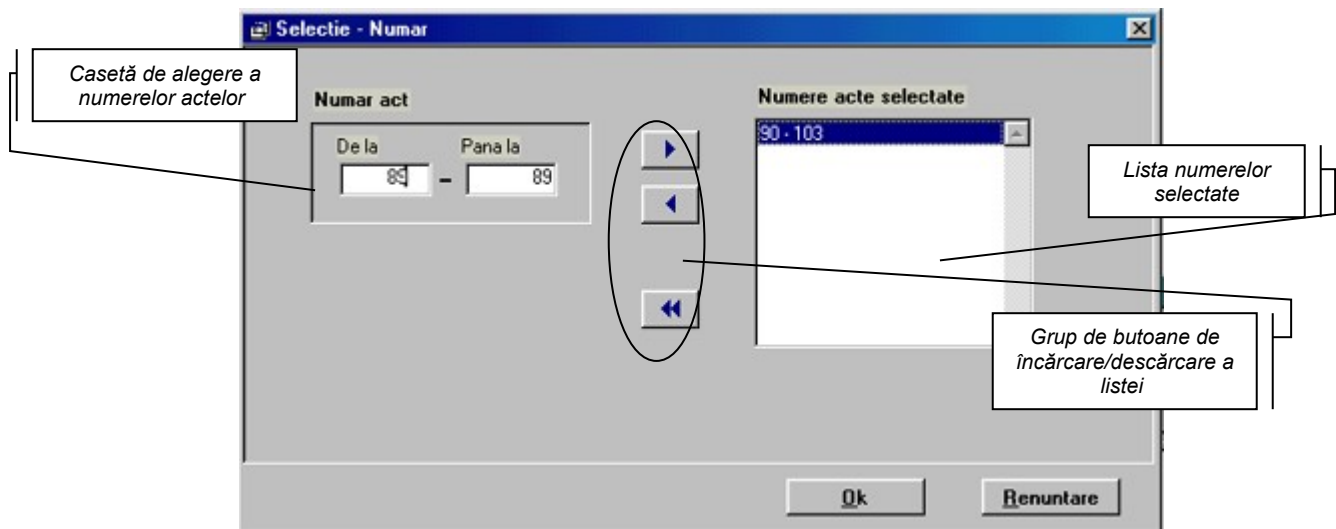 Selectie - Numar
Casetă de alegere a
numerelor actelor
Numar act
De la
Pana la
89 - 89
Numere acte selectate
90 - 103
Lista numerelor
selectate
Grup de butoane de
încărcare/descărcare a
listei
Ok
Renuntare